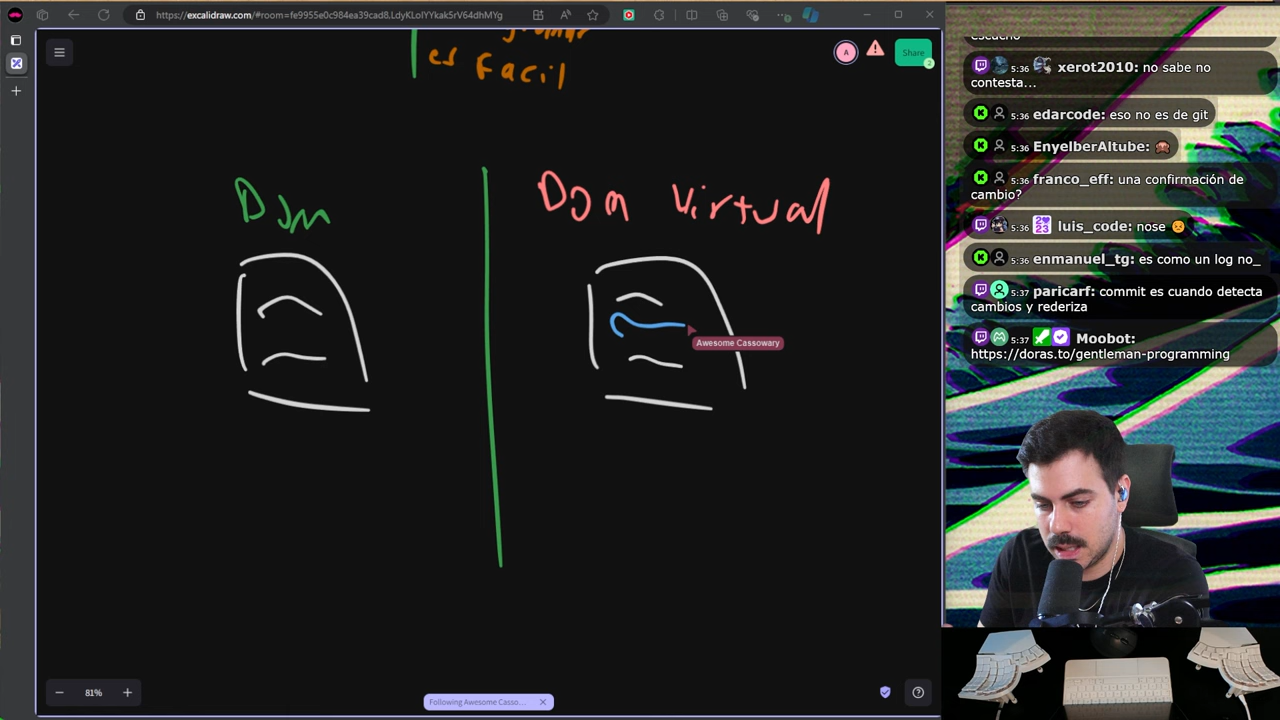 https://excalidraw.com/#room=fe9955e0c984ea39cad8,LdyKLolYYkak5rV64dhMYg
A
Share
2
es Facil
Dom
Dom Virtual
Awesome Cassowary
81%
Following Awesome Casso...
escucho
5:36 xerot2010: no sabe no
contesta...
5:36 edarcode: eso no es de git
5:36 EnyelberAltube:
5:36 franco_eff: una confirmación de
cambio?
5:36 luis_code: nose
5:36 enmanuel_tg: es como un log no_
5:37 paricarf: commit es cuando detecta
cambios y rederiza
5:37 Moobot:
https://doras.to/gentleman-programming